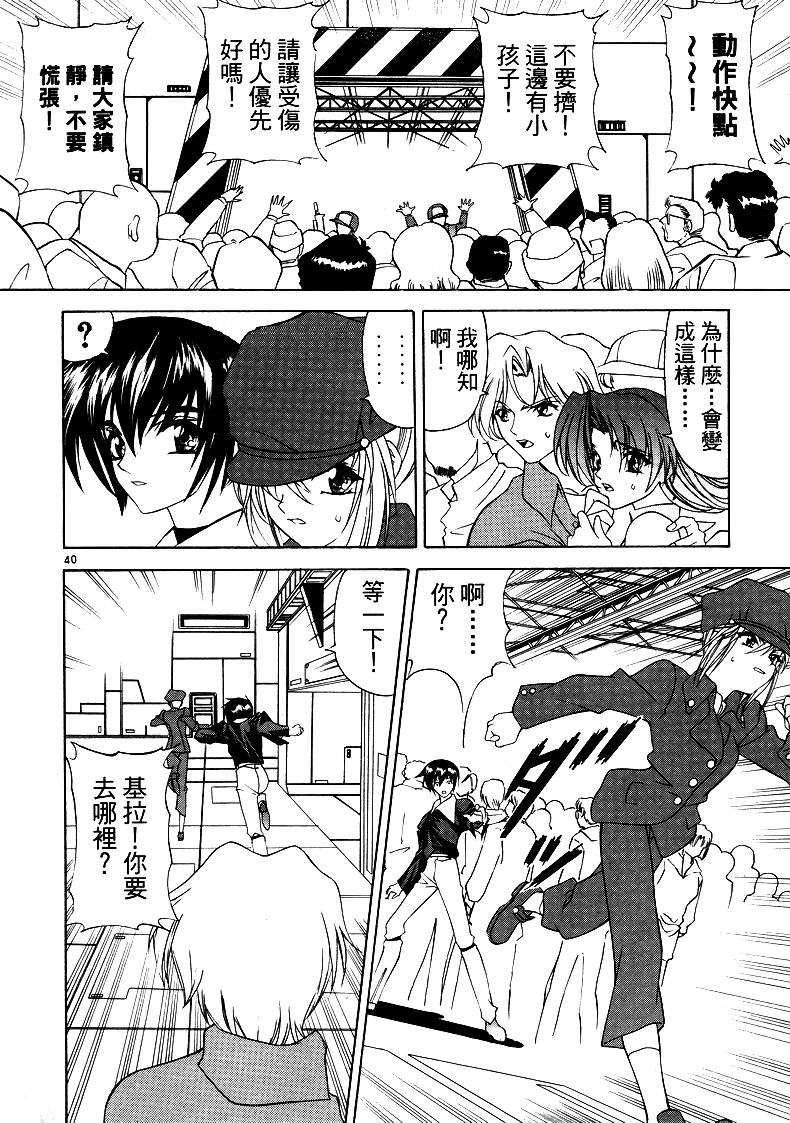 動作快點
~~!
不要擠!
這邊有小
孩子!
請讓受傷
的人優先
好嗎!
請大家鎮
靜,不要
慌張!
為什麼…會變
成這樣……
我哪知
啊!
………
………
?
40
啊……
你?
ダダッ
等一下!
基拉!你要
去哪裡?